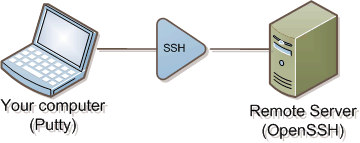 SSH
Your computer
(Putty)
Remote Server
(OpenSSH)